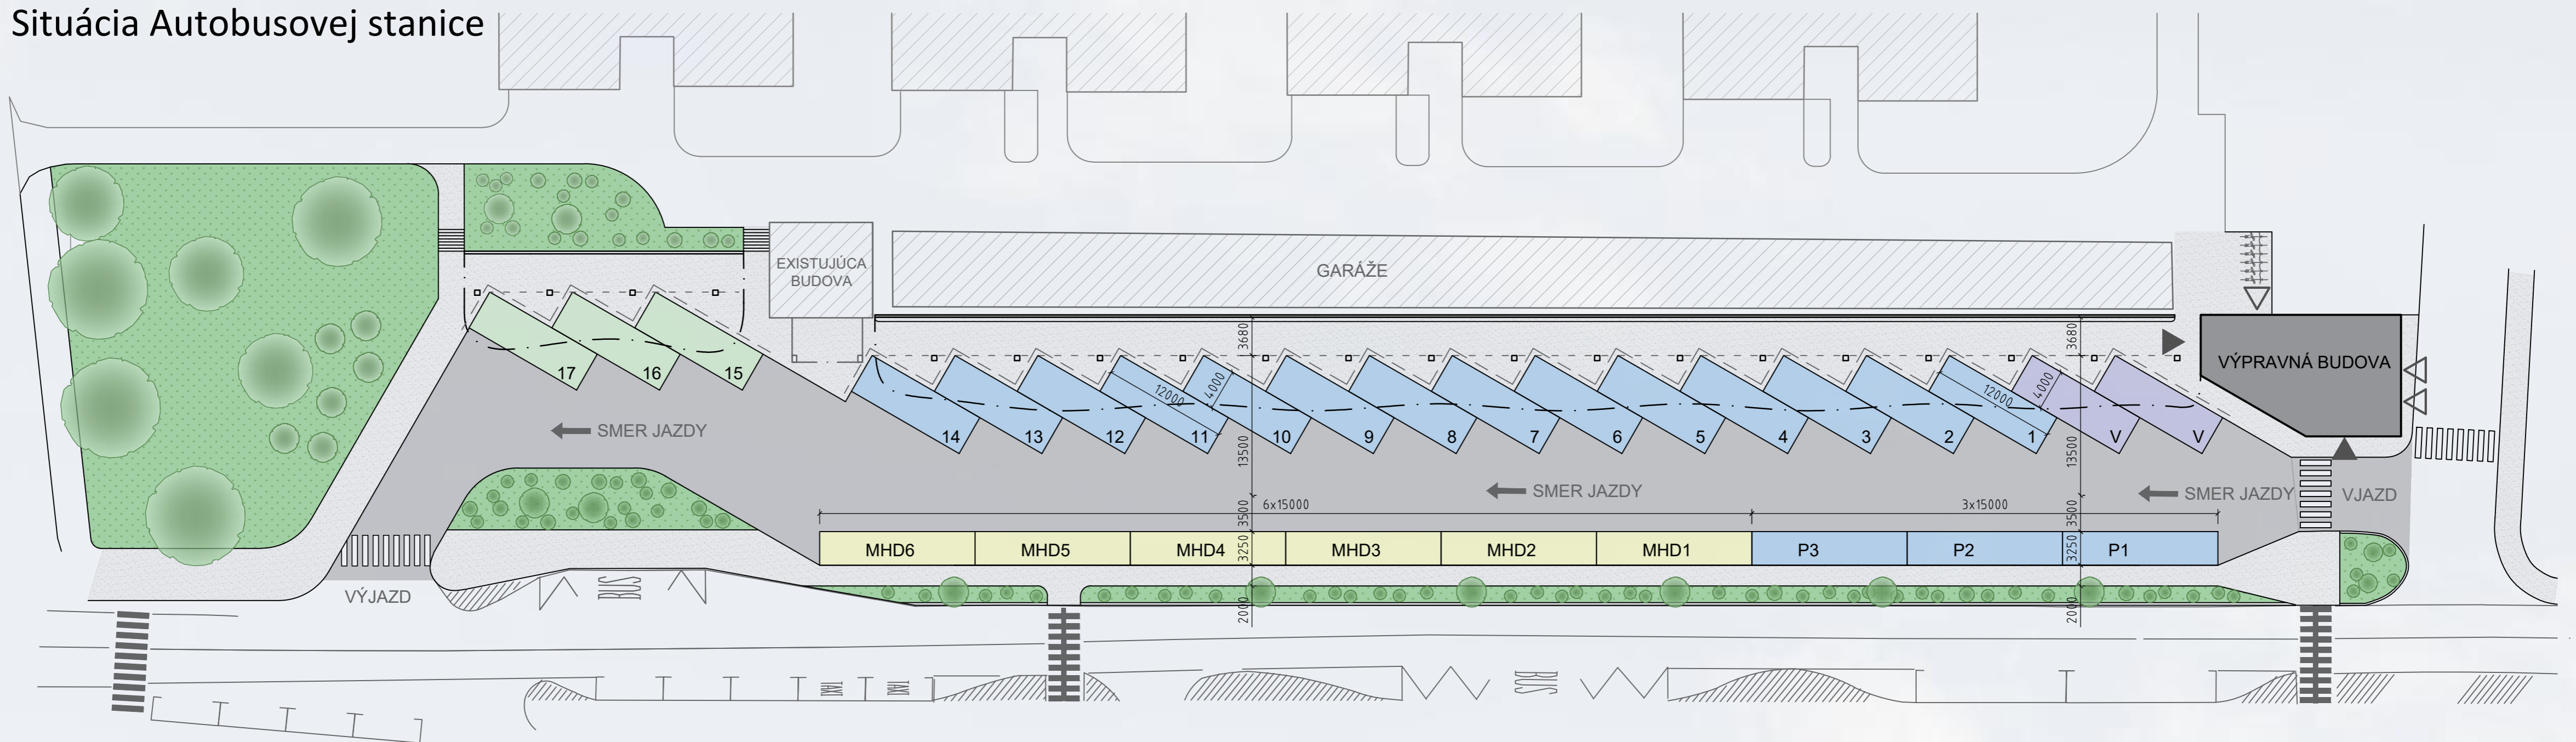 Situácia Autobusovej stanice
EXISTUJÚCA
BUDOVA
GARÁŽE
VÝPRAVNÁ BUDOVA
3680
3680
17
16
15
12000
4000
12000
4000
14
13
12
11
10
9
8
7
6
5
4
3
2
1
V
V
SMER JAZDY
13500
13500
SMER JAZDY
SMER JAZDY
VJAZD
6x15000
3500
3x15000
3500
MHD6
MHD5
MHD4
3250
MHD3
MHD2
MHD1
P3
P2
3250
P1
VÝJAZD
BUS
2000
2000
TAXI
TAXI
BUS